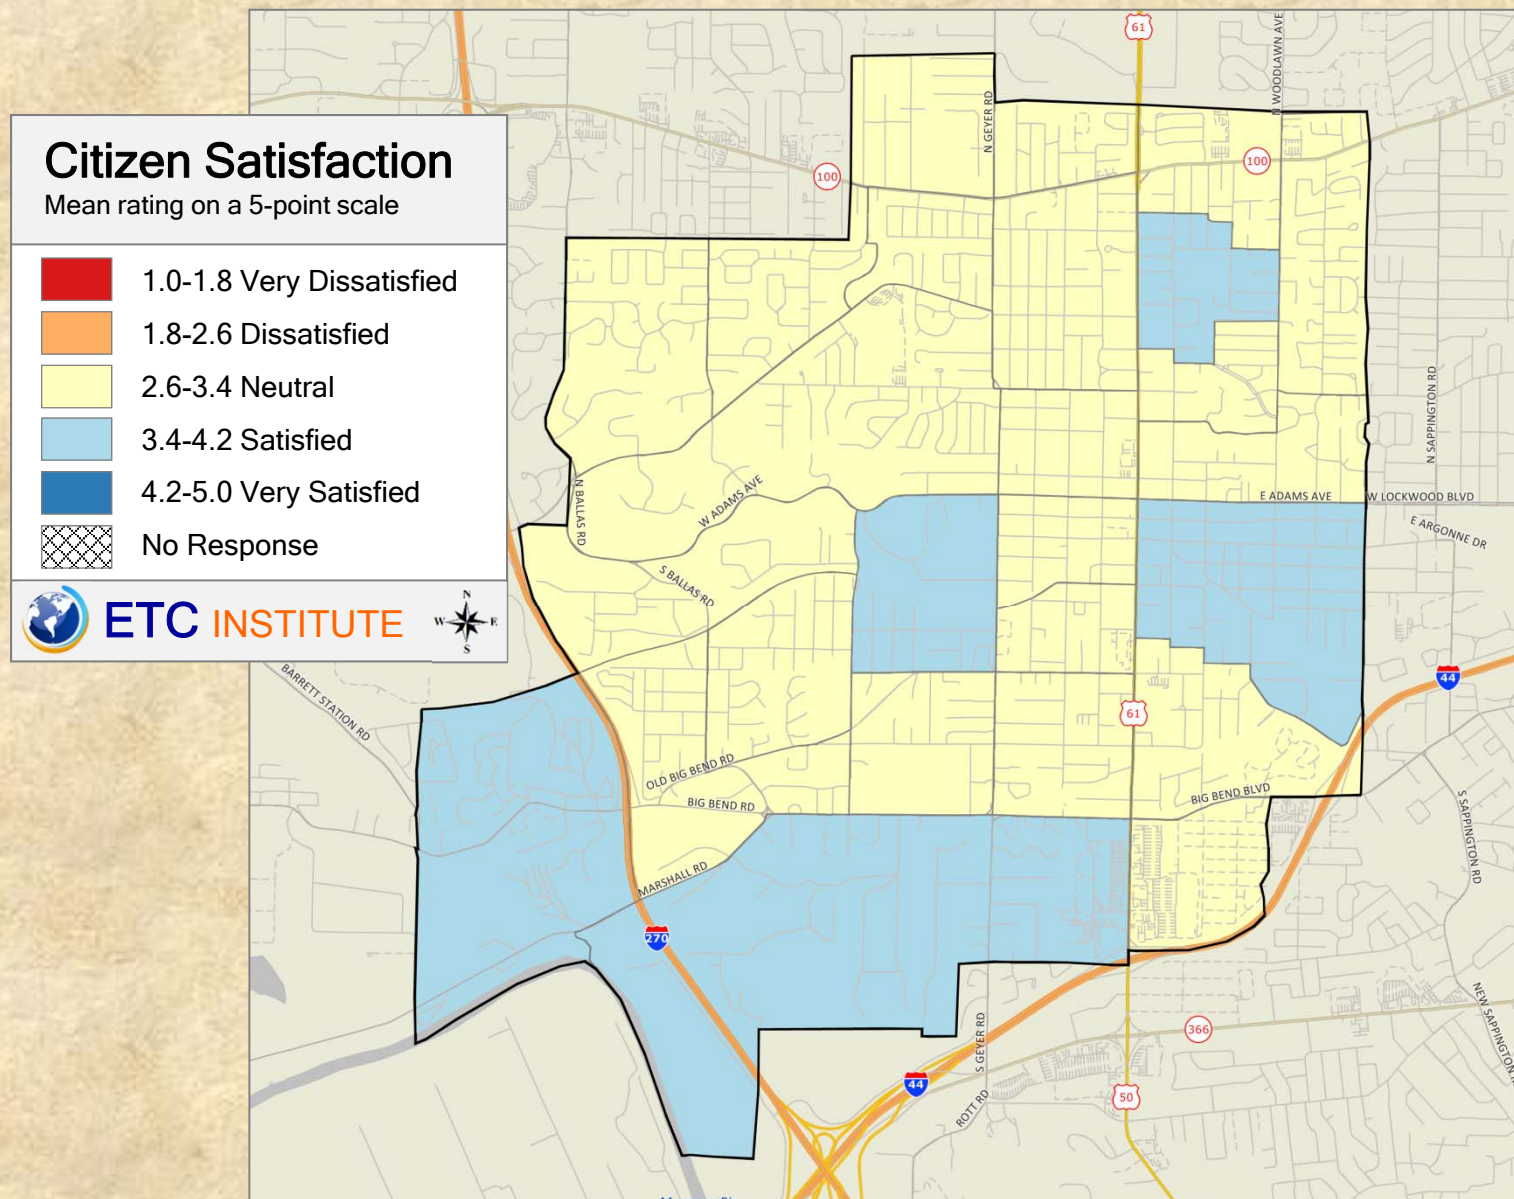 Citizen Satisfaction
Mean rating on a 5-point scale
1.0-1.8 Very Dissatisfied
1.8-2.6 Dissatisfied
2.6-3.4 Neutral
3.4-4.2 Satisfied
4.2-5.0 Very Satisfied
No Response
ETC INSTITUTE
N
W E
S
61
N WOODLAWN AVE
N GEYER RD
100
100
N SAPPINGTON RD
N BALLAS RD
W ADAMS AVE
E ADAMS AVE
W LOCKWOOD BLVD
E ARGONNE DR
S BALLAS RD
BARRETT STATION RD
44
61
OLD BIG BEND RD
BIG BEND RD
BIG BEND BLVD
S SAPPINGTON RD
MARSHALL RD
270
NEW SAPPINGTON
S GEYER RD
366
44
50
ROTT RD